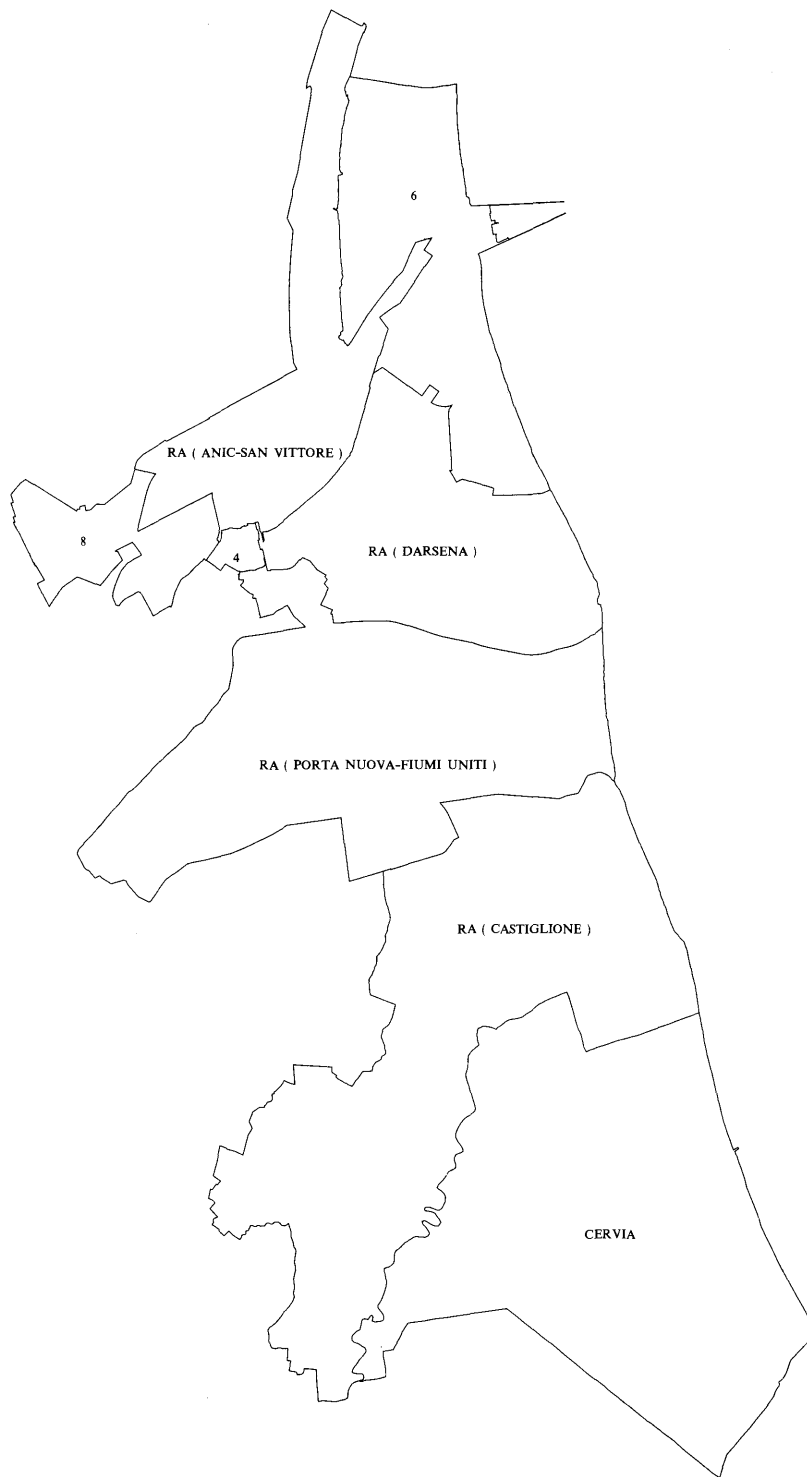 6
RA ( ANIC-SAN VITTORE )
8
4
RA ( DARSENA )
RA ( PORTA NUOVA-FIUMI UNITI )
RA ( CASTIGLIONE )
CERVIA